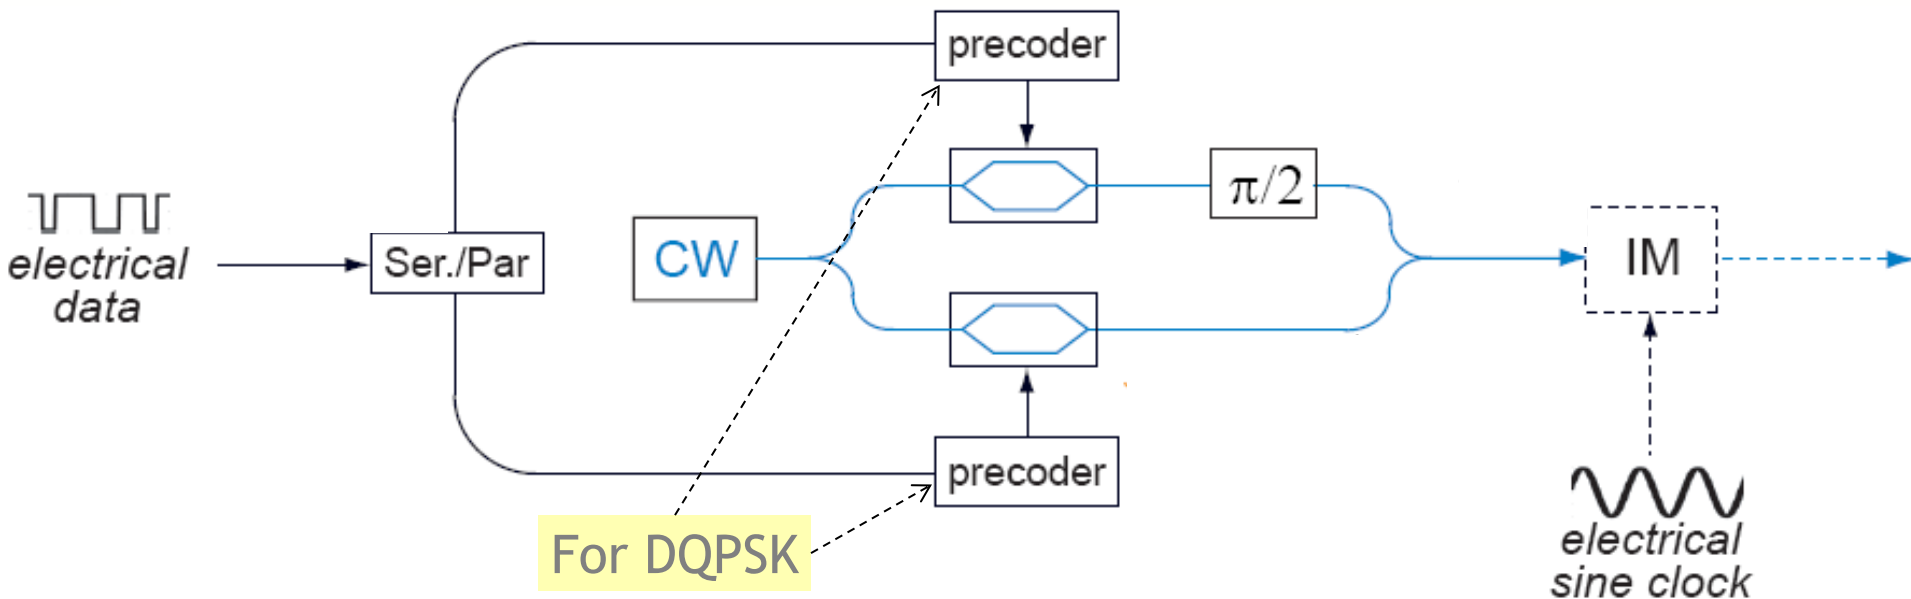 precoder
π/2
electrical
data
Ser./Par
CW
IM
precoder
For DQPSK
electrical
sine clock